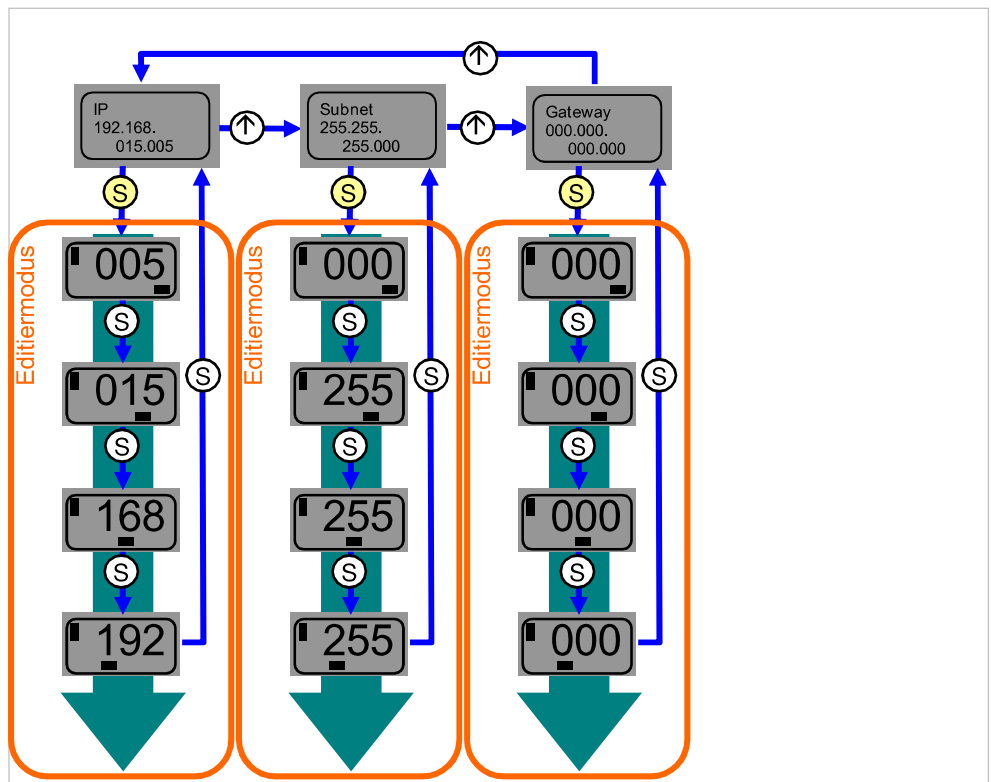 ↑
IP
192.168.
015.005
↑
Subnet
255.255.
255.000
↑
Gateway
000.000.
000.000
S
S
S
Editiermodus
005
S
015
S
S
168
S
192
Editiermodus
000
S
255
S
S
255
S
255
Editiermodus
000
S
000
S
S
000
S
000